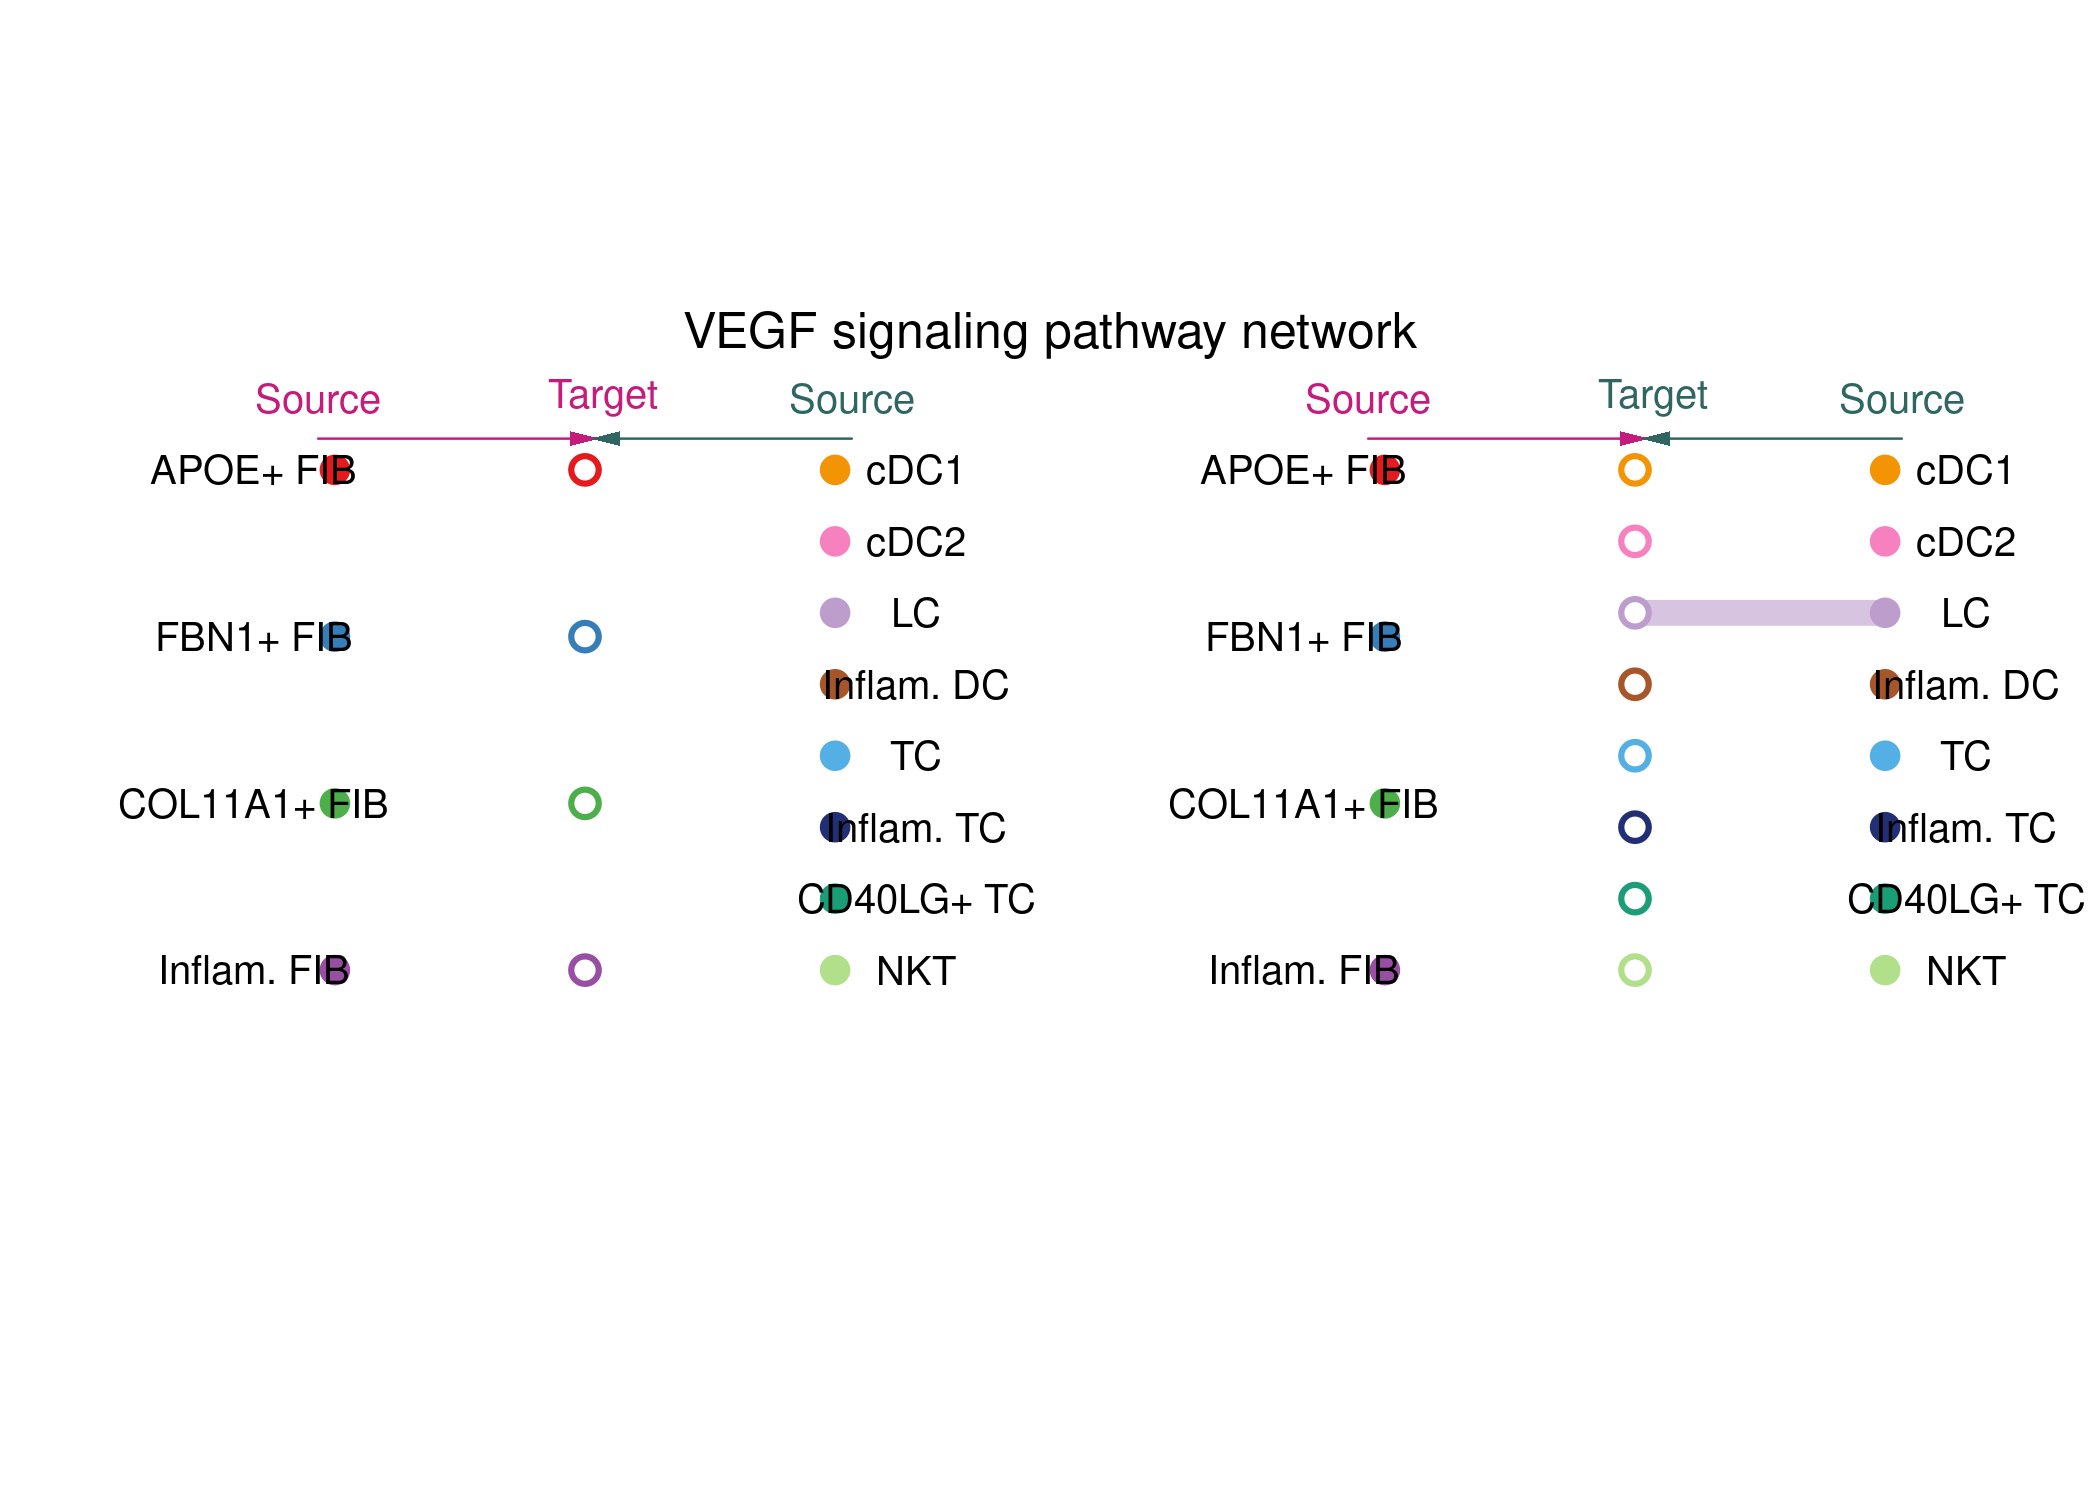 VEGF signaling pathway network
Source Target Source
APOE+ FIB
FBN1+ FIB
COL11A1+ FIB
Inflam. FIB
cDC1
cDC2
LC
Inflam. DC
TC
Inflam. TC
CD40LG+ TC
NKT
Source Target Source
APOE+ FIB
FBN1+ FIB
COL11A1+ FIB
Inflam. FIB
cDC1
cDC2
LC
Inflam. DC
TC
Inflam. TC
CD40LG+ TC
NKT